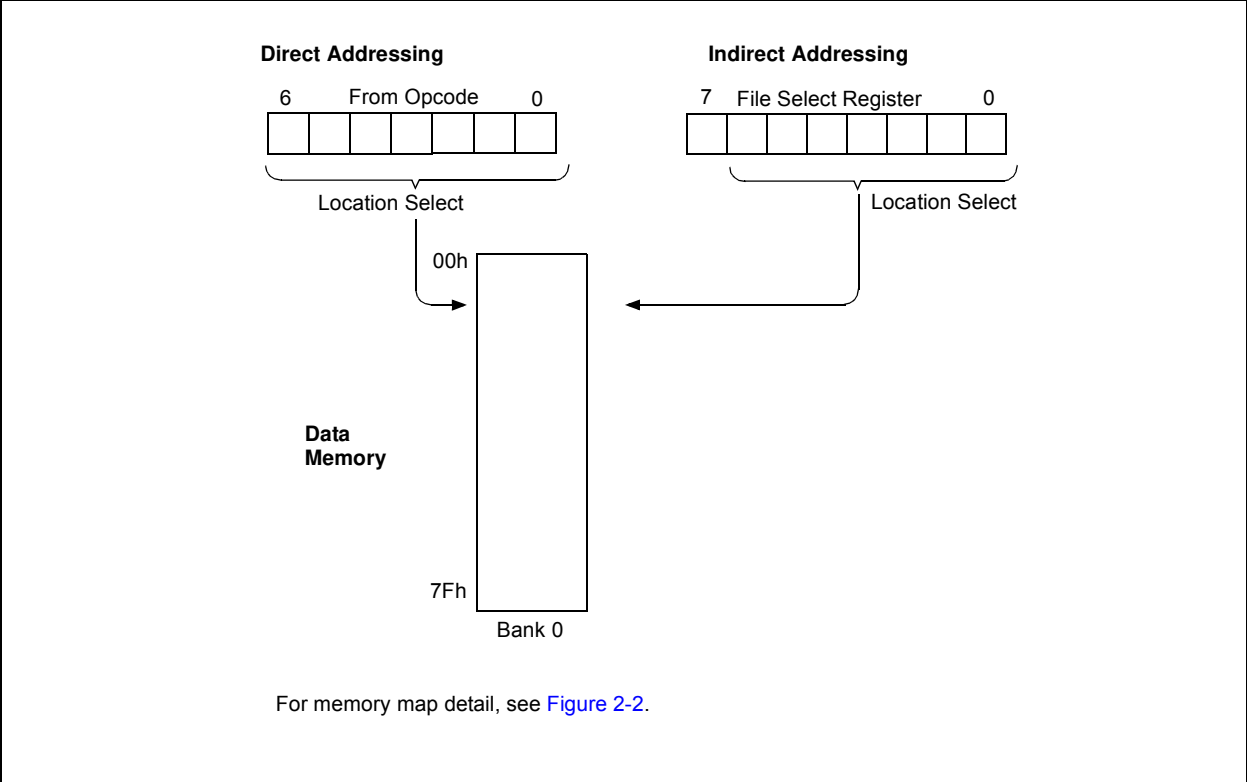 Direct Addressing
Indirect Addressing
6 From Opcode 0
7 File Select Register 0
Location Select
Location Select
00h
Data
Memory
7Fh
Bank 0
For memory map detail, see Figure 2-2.